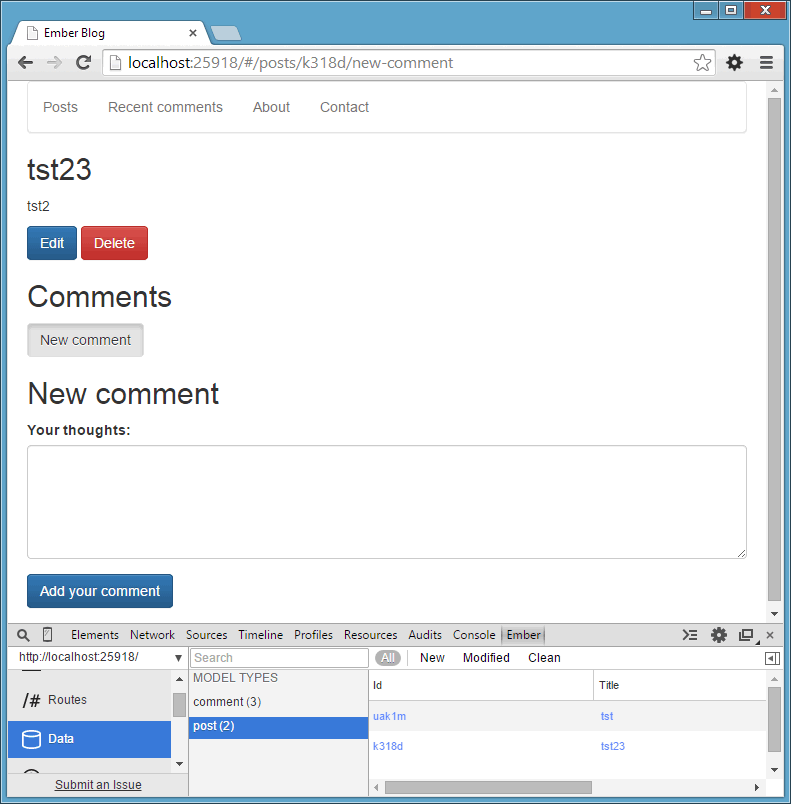 Ember Blog
localhost:25918/#/posts/k318d/new-comment
Posts Recent comments About Contact
tst23
tst2
Edit Delete
Comments
New comment
New comment
Your thoughts:
Add your comment
Elements Network Sources Timeline Profiles Resources Audits Console Ember
http://localhost:25918/ Search All New Modified Clean
MODEL TYPES Id Title
/# Routes comment (3)
uak1m tst
post (2)
Data
k318d tst23
Submit an Issue